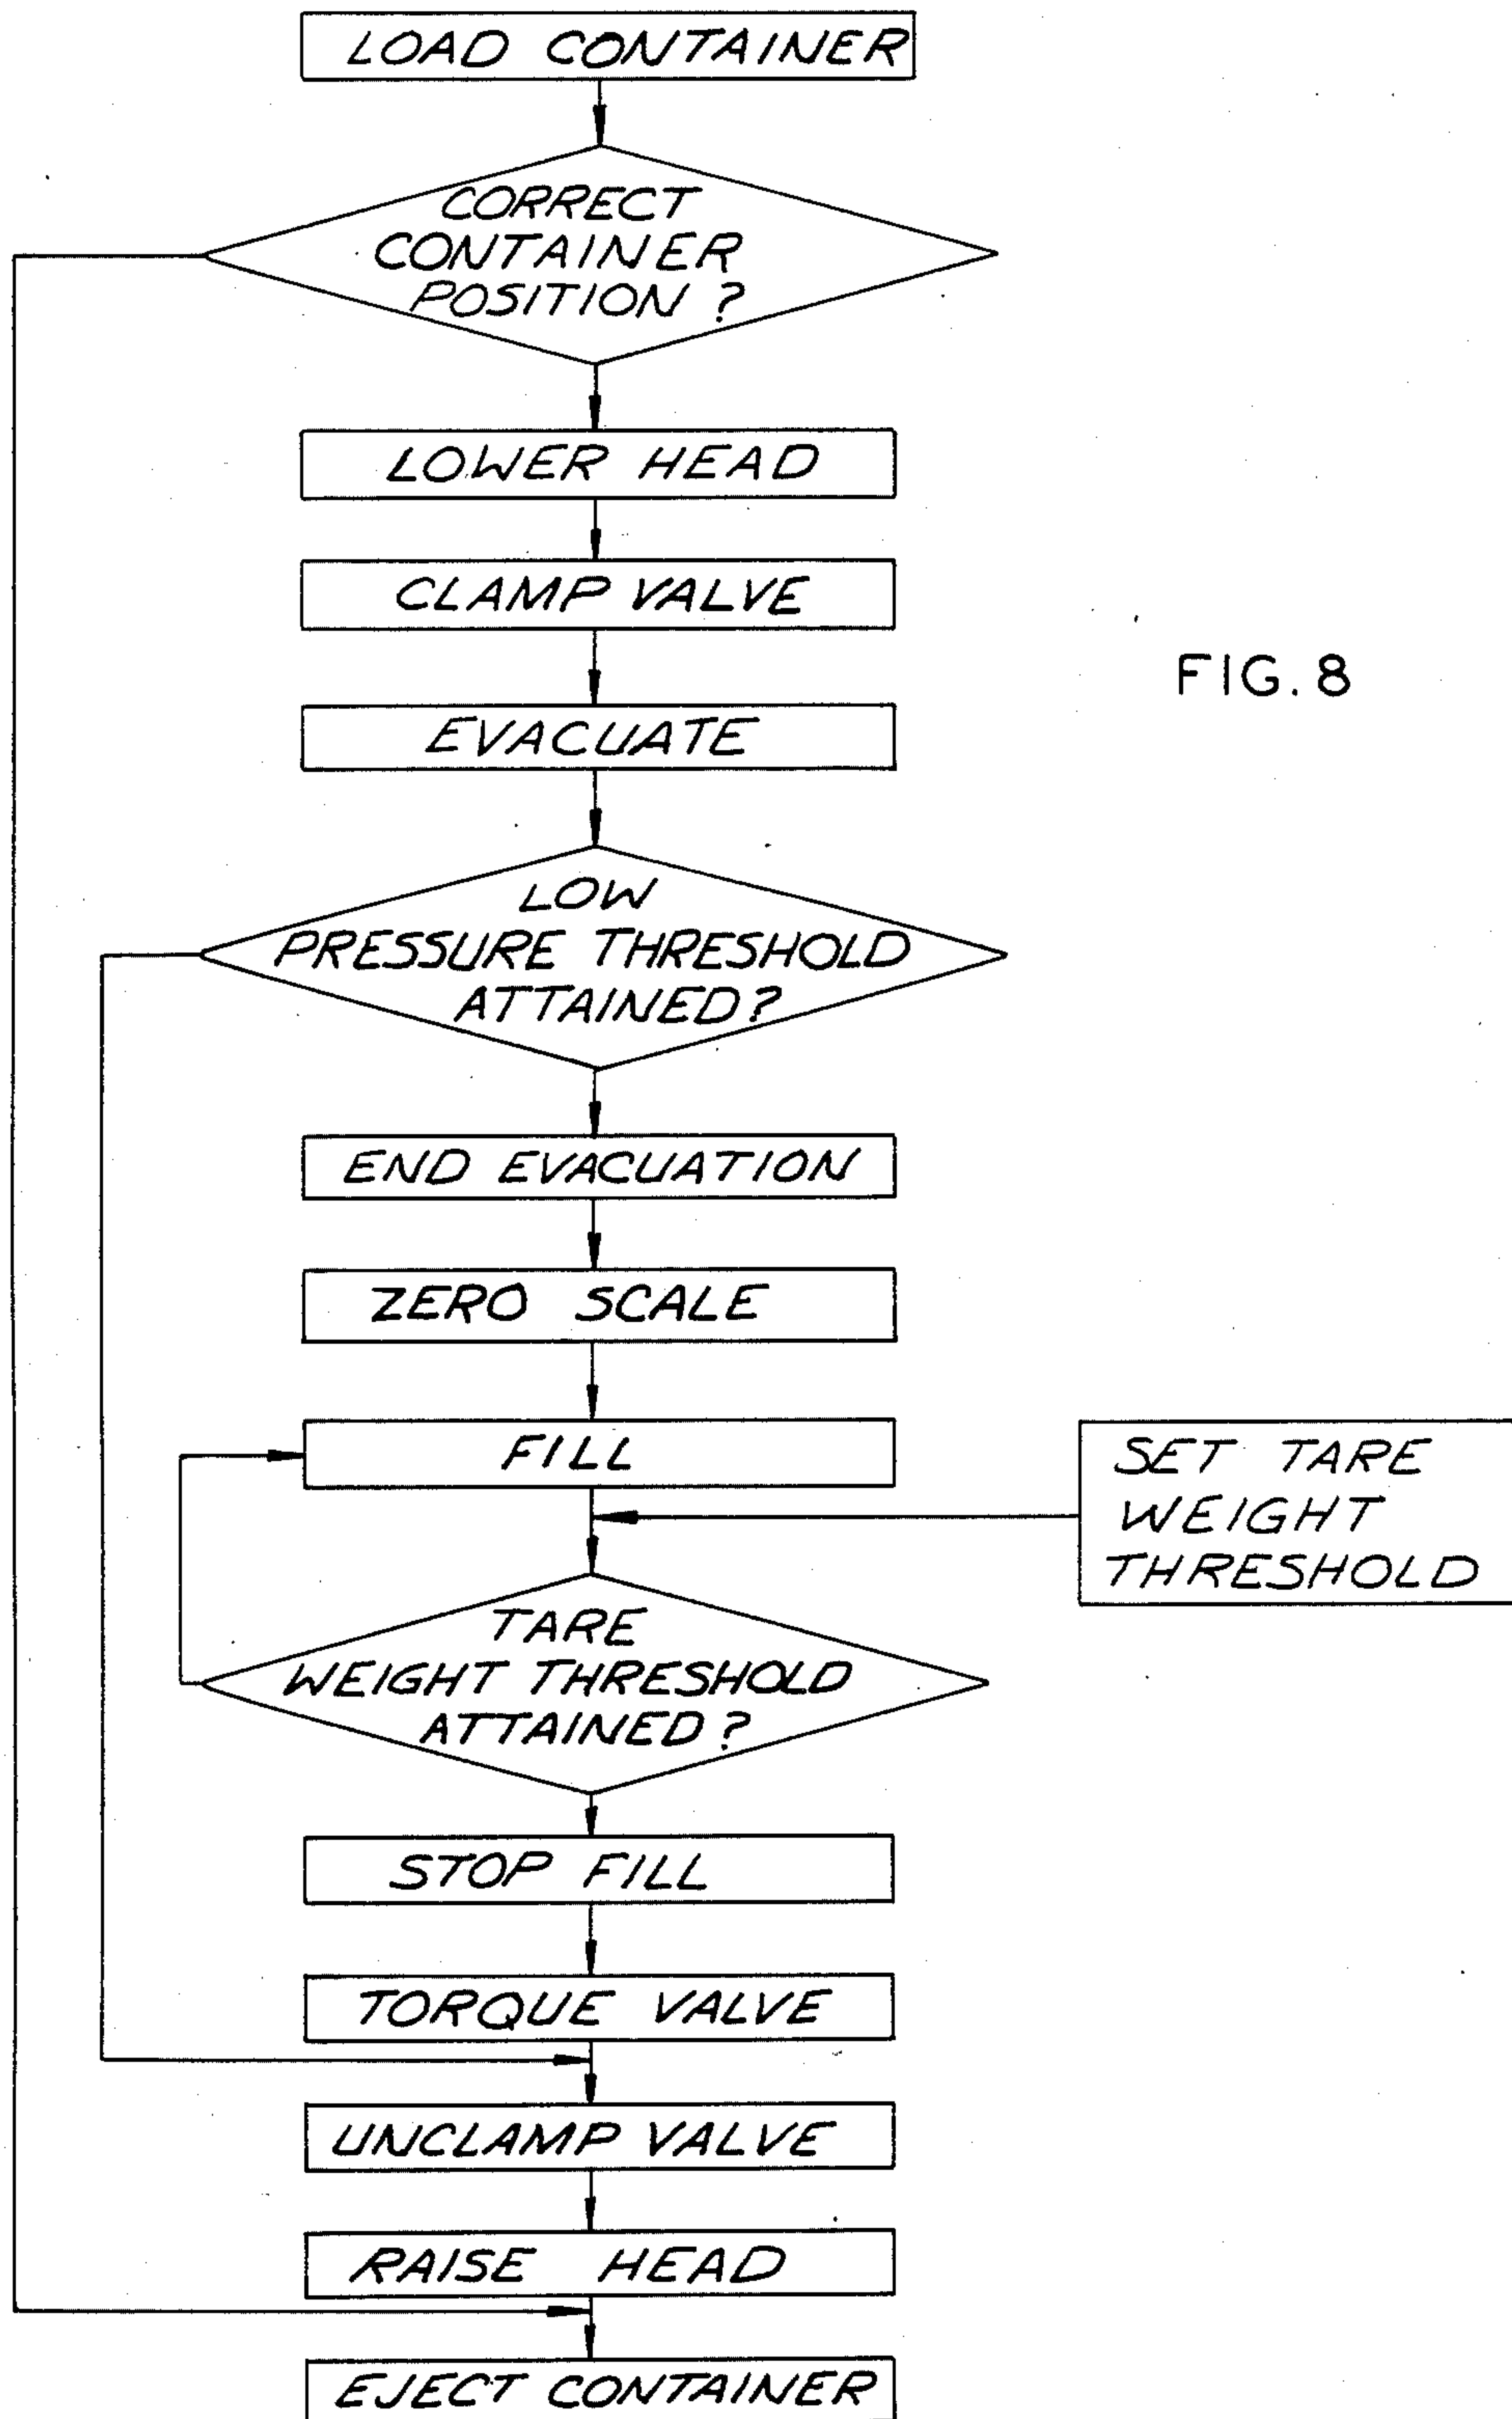 LOAD CONTAINER
CORRECT
CONTAINER
POSITION ?
LOWER HEAD
CLAMP VALVE
FIG. 8
EVACUATE
LOW
PRESSURE THRESHOLD
ATTAINED?
END EVACUATION
ZERO SCALE
FILL
SET TARE
WEIGHT
THRESHOLD
TARE
WEIGHT THRESHOLD
ATTAINED?
STOP FILL
TORQUE VALVE
UNCLAMP VALVE
RAISE HEAD
EJECT CONTAINER